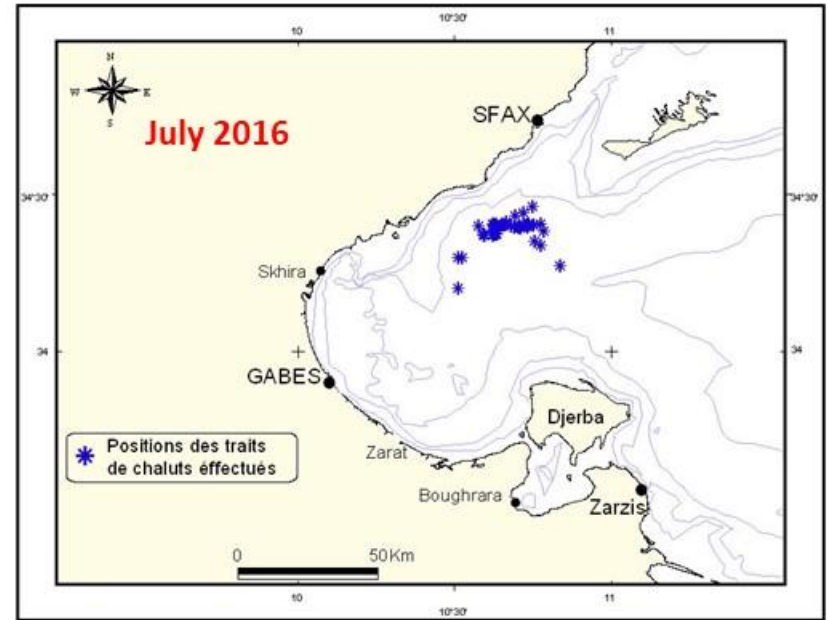 10°30'
10
11
N
W
E
S
July 2016
SFAX
34°30'
34°30'
Skhira
34
34
GABES
Djerba
Positions des traits
de chaluts éffectués
Zarat
Boughrara
Zarzis
0
50Km
10
11
10°30'